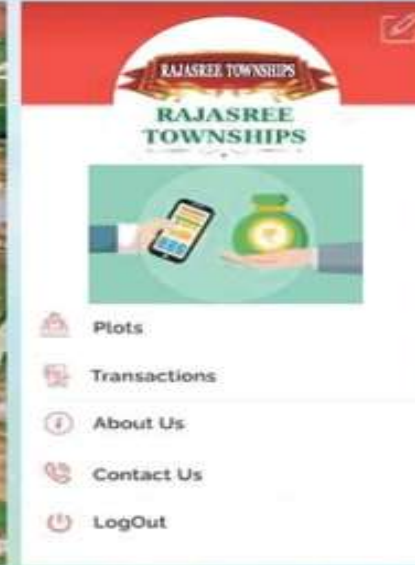 RAJASREE TOWNSHIPS
RAJASREE
TOWNSHIPS
₹
Plots
Transactions
About Us
Contact Us
LogOut